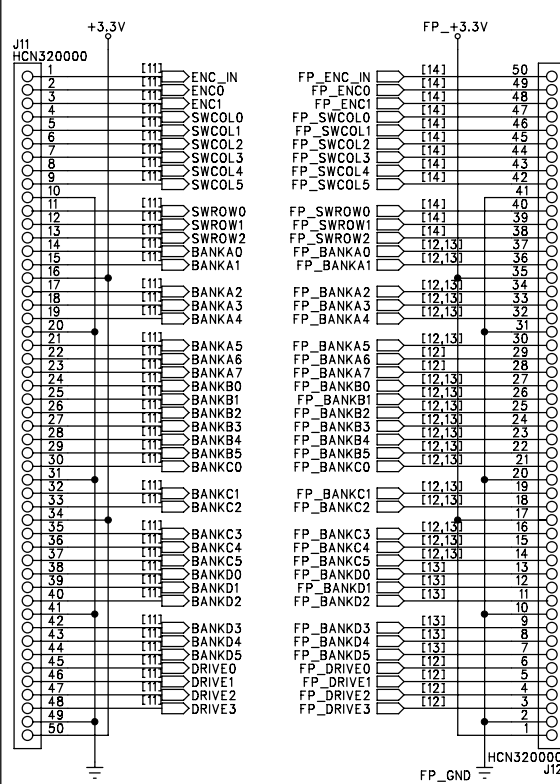 +3.3V FP_+3.3V
J11
HCN320000
1 [11] ENC_IN FP_ENC_IN [14] 50
2 [11] ENC0 FP_ENC0 [14] 49
3 [11] ENC1 FP_ENC1 [14] 48
4 [11] SWCOL0 FP_SWCOL0 [14] 47
5 [11] SWCOL1 FP_SWCOL1 [14] 46
6 [11] SWCOL2 FP_SWCOL2 [14] 45
7 [11] SWCOL3 FP_SWCOL3 [14] 44
8 [11] SWCOL4 FP_SWCOL4 [14] 43
9 [11] SWCOL5 FP_SWCOL5 [14] 42
10 41
11 [11] SWROW0 FP_SWROW0 [14] 40
12 [11] SWROW1 FP_SWROW1 [14] 39
13 [11] SWROW2 FP_SWROW2 [14] 38
14 [11] BANKA0 FP_BANKA0 [12,13] 37
15 [11] BANKA1 FP_BANKA1 [12,13] 36
16 35
17 [11] BANKA2 FP_BANKA2 [12,13] 34
18 [11] BANKA3 FP_BANKA3 [12,13] 33
19 [11] BANKA4 FP_BANKA4 [12,13] 32
20 31
21 [11] BANKA5 FP_BANKA5 [12,13] 30
22 [11] BANKA6 FP_BANKA6 [12] 29
23 [11] BANKA7 FP_BANKA7 [12] 28
24 [11] BANKB0 FP_BANKB0 [12,13] 27
25 [11] BANKB1 FP_BANKB1 [12,13] 26
26 [11] BANKB2 FP_BANKB2 [12,13] 25
27 [11] BANKB3 FP_BANKB3 [12,13] 24
28 [11] BANKB4 FP_BANKB4 [12,13] 23
29 [11] BANKB5 FP_BANKB5 [12,13] 22
30 [11] BANKC0 FP_BANKC0 [12,13] 21
31 20
32 [11] BANKC1 FP_BANKC1 [12,13] 19
33 [11] BANKC2 FP_BANKC2 [12,13] 18
34 17
35 [11] BANKC3 FP_BANKC3 [12,13] 16
36 [11] BANKC4 FP_BANKC4 [12,13] 15
37 [11] BANKC5 FP_BANKC5 [12,13] 14
38 [11] BANKD0 FP_BANKD0 [13] 13
39 [11] BANKD1 FP_BANKD1 [13] 12
40 [11] BANKD2 FP_BANKD2 [13] 11
41 10
42 [11] BANKD3 FP_BANKD3 [13] 9
43 [11] BANKD4 FP_BANKD4 [13] 8
44 [11] BANKD5 FP_BANKD5 [13] 7
45 [11] DRIVE0 FP_DRIVE0 [12] 6
46 [11] DRIVE1 FP_DRIVE1 [12] 5
47 [11] DRIVE2 FP_DRIVE2 [12] 4
48 [11] DRIVE3 FP_DRIVE3 [12] 3
49 2
50 1
HCN320000
J12
FP_GND